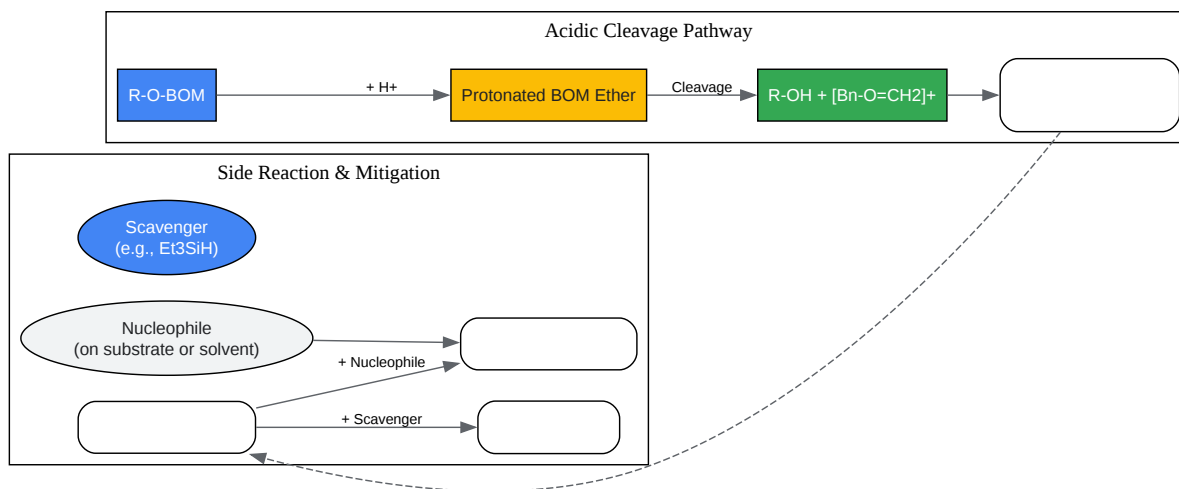 Acidic Cleavage Pathway
R-O-BOM
+ H+
Protonated BOM Ether
Cleavage
R-OH + [Bn-O=CH2]+
Side Reaction & Mitigation
Scavenger
(e.g., Et3SiH)
Nucleophile
(on substrate or solvent)
+ Nucleophile
+ Scavenger